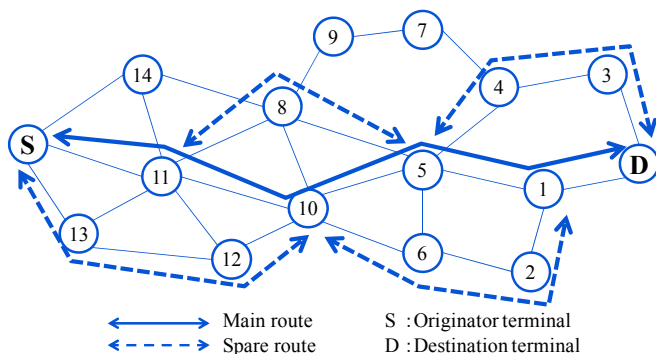 9
7
14
4
3
8
S
11
5
D
1
10
13
12
6
2
Main route
S : Originator terminal
Spare route
D : Destination terminal